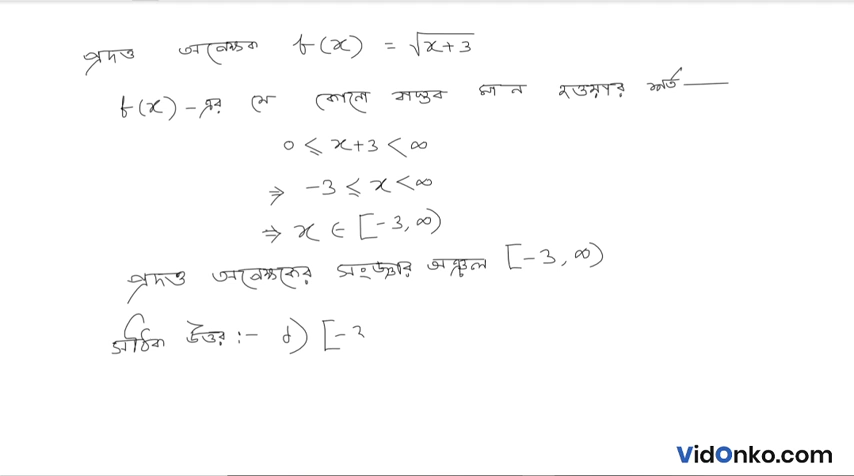 প্রদত্ত অপেক্ষক f(x) = √x+3
f(x) - এর যে কোনো বাস্তব মান হওয়ার শর্ত —
0 ≤ x+3 < ∞
⇒ -3 ≤ x < ∞
⇒ x ∈ [-3, ∞)
প্রদত্ত অপেক্ষকের সংজ্ঞার অঞ্চল [-3, ∞)
সঠিক উত্তর :- d) [-3
VidOnko.com